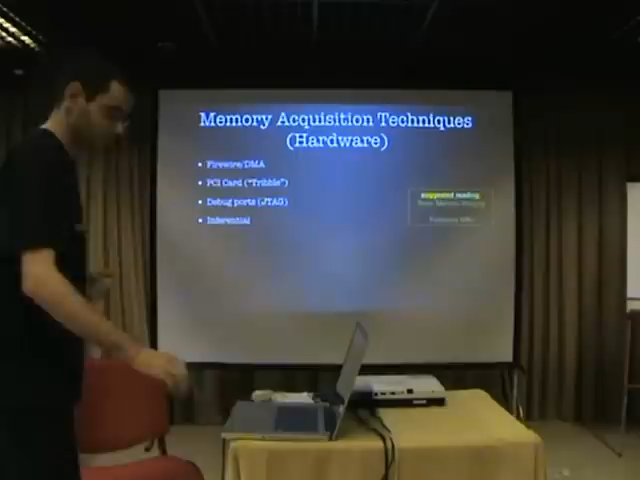 Memory Acquisition Techniques
(Hardware)
• Firewire/DMA
• PCI Card ("Tribble")
• Debug ports (JTAG)
• Inferential
suggested reading